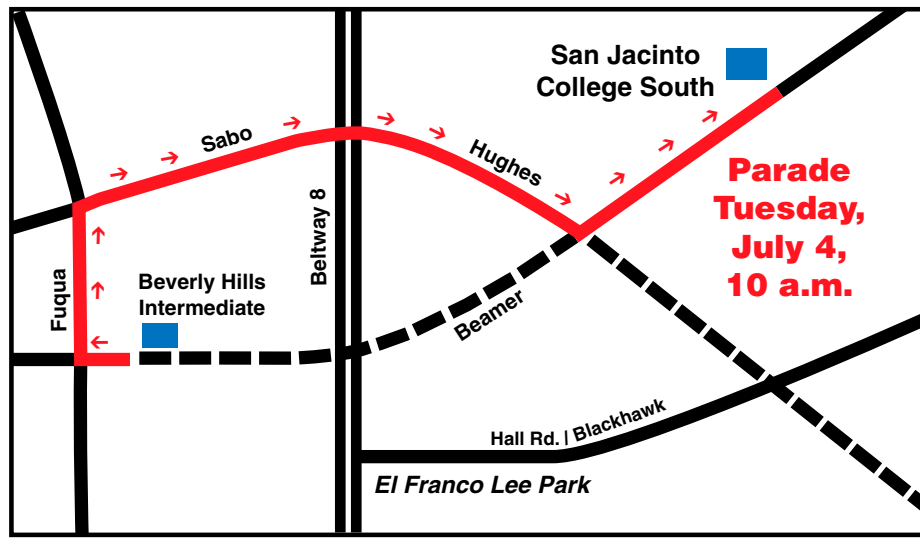 San Jacinto
College South
Sabo
Hughes
Parade
Tuesday,
July 4,
10 a.m.
Beltway 8
Beverly Hills
Intermediate
Fuqua
Beamer
Hall Rd. / Blackhawk
El Franco Lee Park